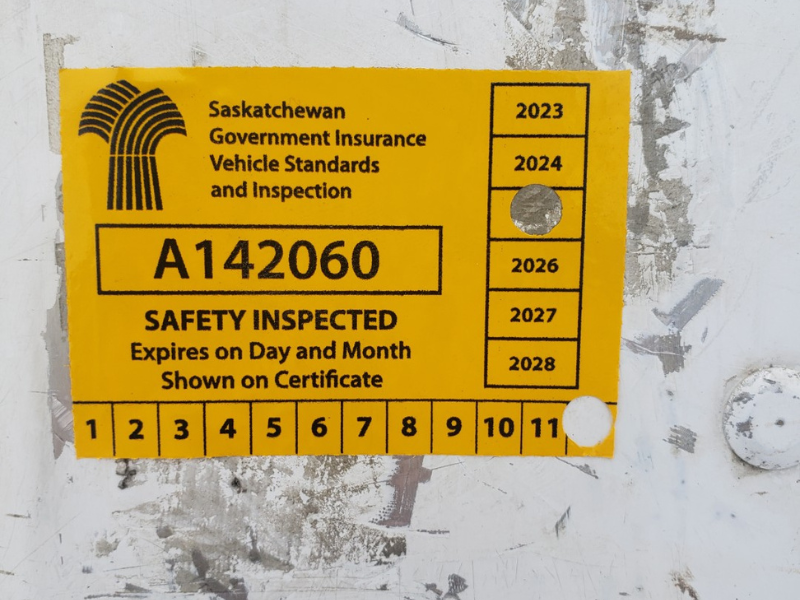 Saskatchewan
Government Insurance
Vehicle Standards
and Inspection
A142060
SAFETY INSPECTED
Expires on Day and Month
Shown on Certificate
2023
2024
2026
2027
2028
1 2 3 4 5 6 7 8 9 10 11